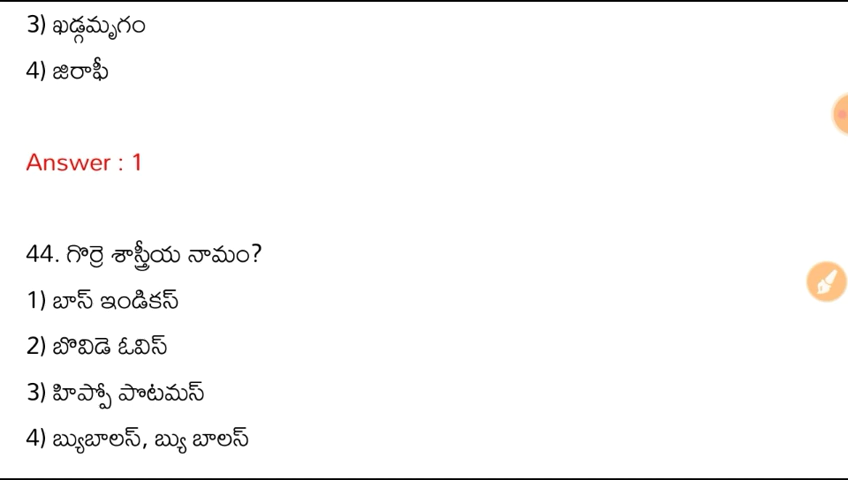 3) ఖడ్గమృగం
4) జిరాఫీ
Answer : 1
44. గొర్రె శాస్త్రీయ నామం?
1) బాస్ ఇండికస్
2) బొవిడె ఓవిస్
3) హిప్పో పొటమస్
4) బ్యుబాలస్, బ్యు బాలస్